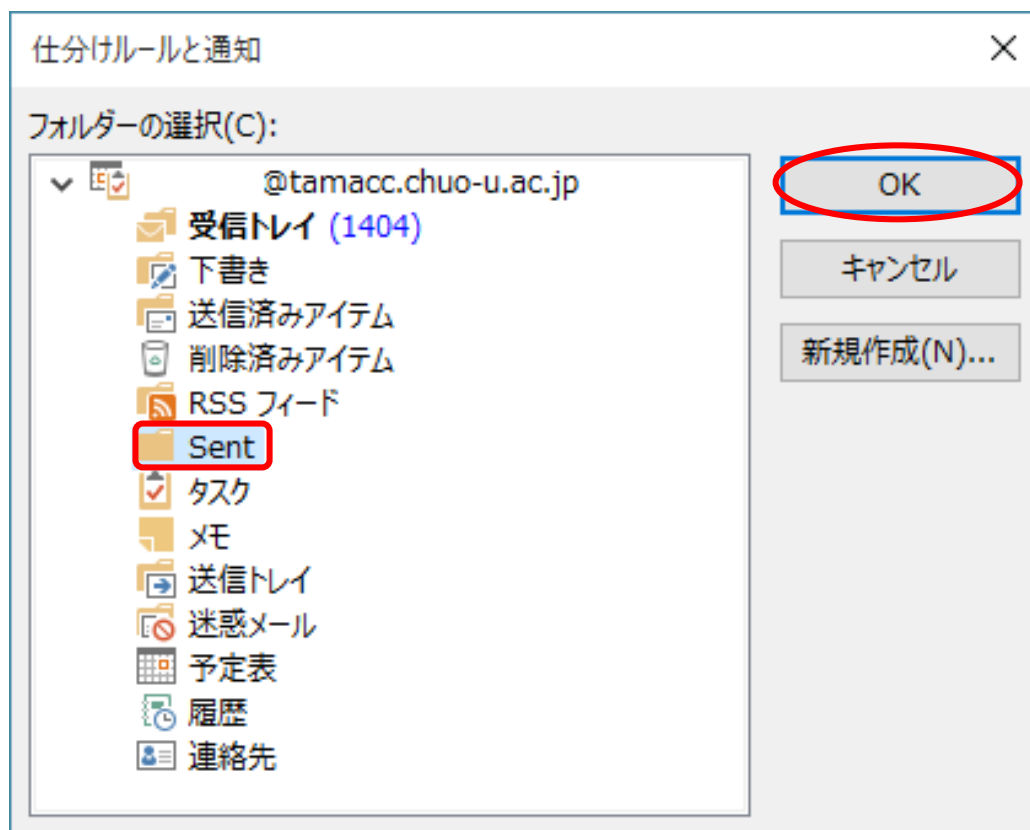 仕分けルールと通知
フォルダーの選択(C):
@tamacc.chuo-u.ac.jp
OK
受信トレイ (1404)
下書き
キャンセル
送信済みアイテム
削除済みアイテム
新規作成(N)...
RSS フィード
Sent
タスク
メモ
送信トレイ
迷惑メール
予定表
履歴
連絡先